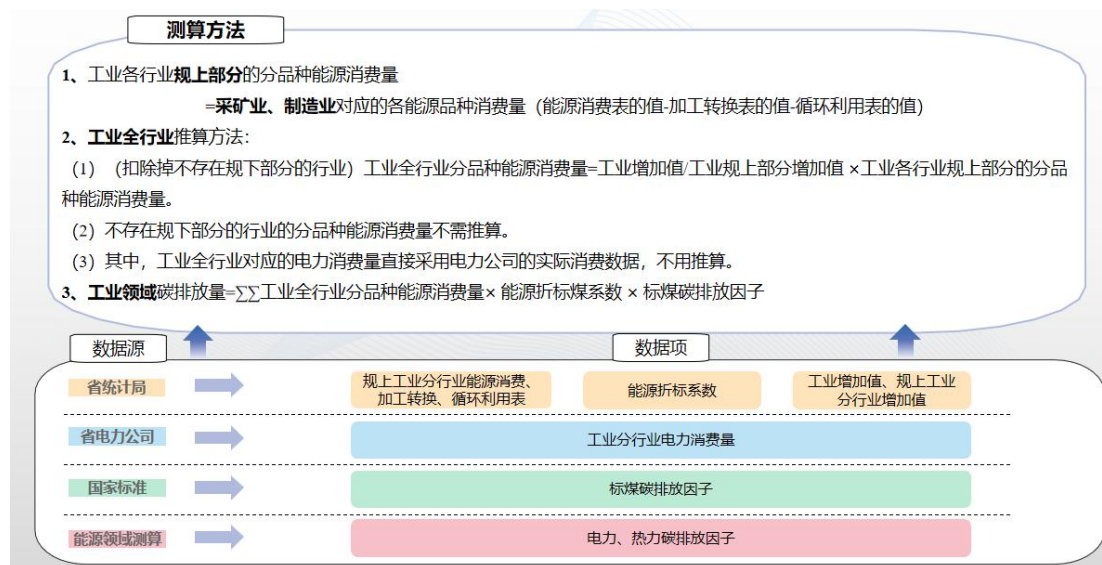 测算方法
1、工业各行业规上部分的分品种能源消费量
=采矿业、制造业对应的各能源品种消费量（能源消费表的值-加工转换表的值-循环利用表的值）
2、工业全行业推算方法：
（1）（扣除掉不存在规下部分的行业）工业全行业分品种能源消费量=工业增加值/工业规上部分增加值 ×工业各行业规上部分的分品
种能源消费量。
（2）不存在规下部分的行业的分品种能源消费量不需推算。
（3）其中，工业全行业对应的电力消费量直接采用电力公司的实际消费数据，不用推算。
3、工业领域碳排放量=∑∑工业全行业分品种能源消费量× 能源折标煤系数 × 标煤碳排放因子
数据源
数据项
省统计局
规上工业分行业能源消费、
加工转换、循环利用表
能源折标系数
工业增加值、规上工业
分行业增加值
省电力公司
工业分行业电力消费量
国家标准
标煤碳排放因子
能源领域测算
电力、热力碳排放因子